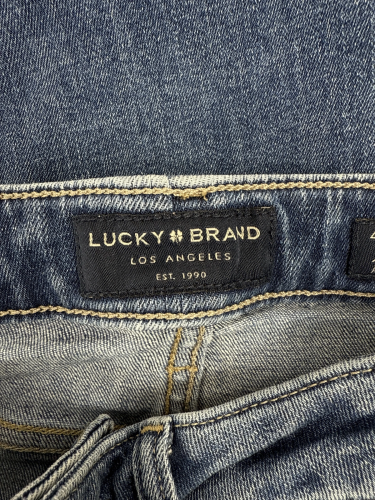 LUCKY BRAND
LOS ANGELES
EST. 1990